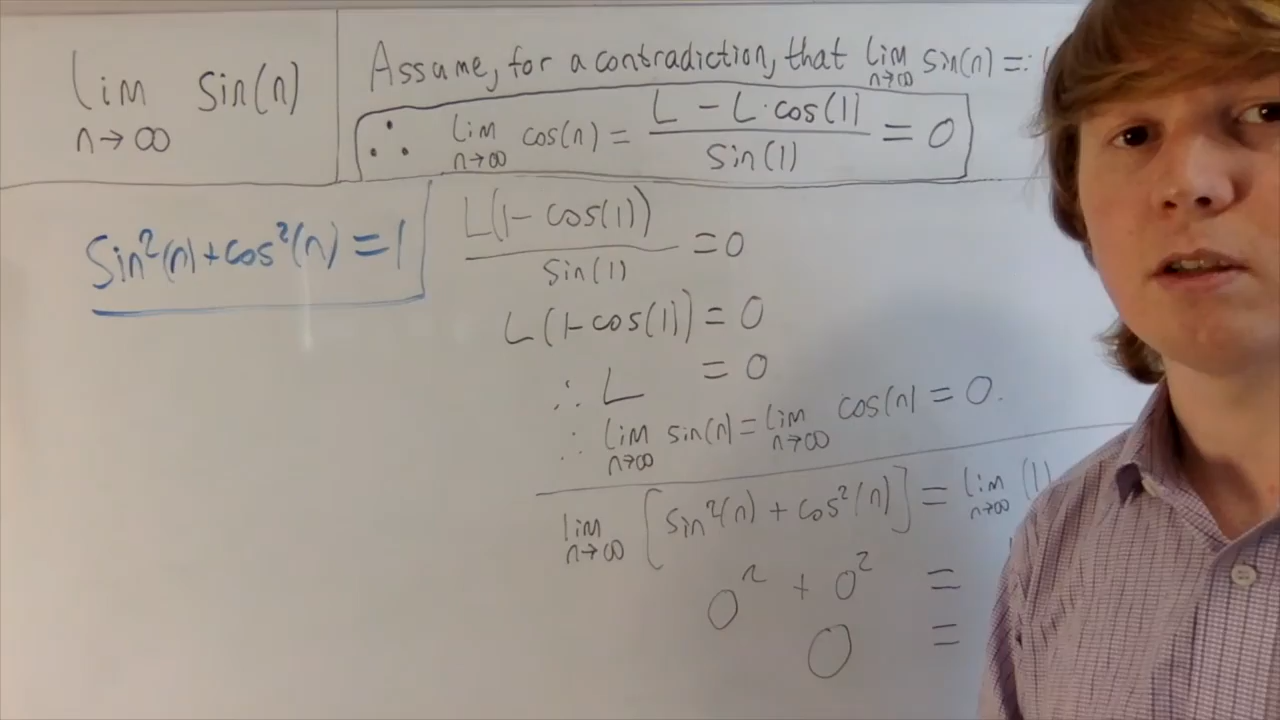 lim sin(n)
n→∞
Assume, for a contradiction, that lim sin(n) =:
n→∞
∴ lim cos(n) = L - L·cos(1) / sin(1) = 0
n→∞
sin²(n) + cos²(n) = 1
L(1 - cos(1)) / sin(1) = 0
L(1 - cos(1)) = 0
∴ L = 0
∴ lim sin(n) = lim cos(n) = 0.
n→∞ n→∞
lim [sin²(n) + cos²(n)] = lim (1)
n→∞ n→∞
0² + 0² =
0 =